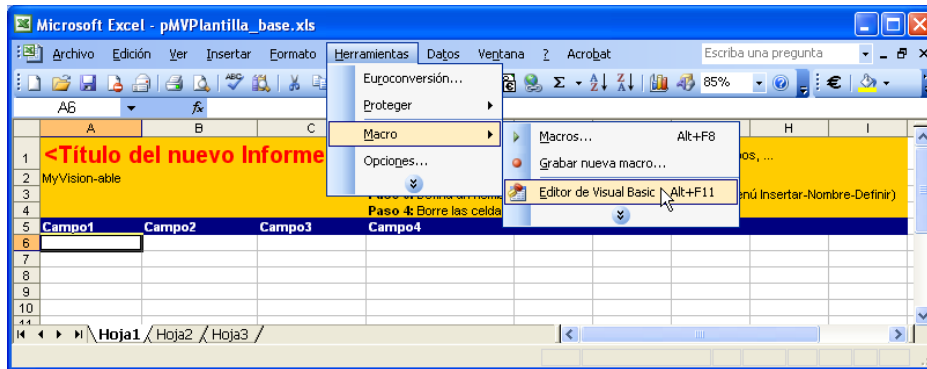 Microsoft Excel - pMVPlantilla_base.xls
Archivo Edición Ver Insertar Formato Herramientas Datos Ventana ? Acrobat Escriba una pregunta
85% €
A6 fx
Euroconversión...
Proteger
Macro
Opciones...
Macros... Alt+F8
Grabar nueva macro...
Editor de Visual Basic Alt+F11
A B C H I
1 <Título del nuevo Informe os, ...
2 MyVision-able
3 enú Insertar-Nombre-Definir)
4 Paso 4: Borre las celda
5 Campo1 Campo2 Campo3 Campo4
6
7
8
9
10
Hoja1 Hoja2 Hoja3